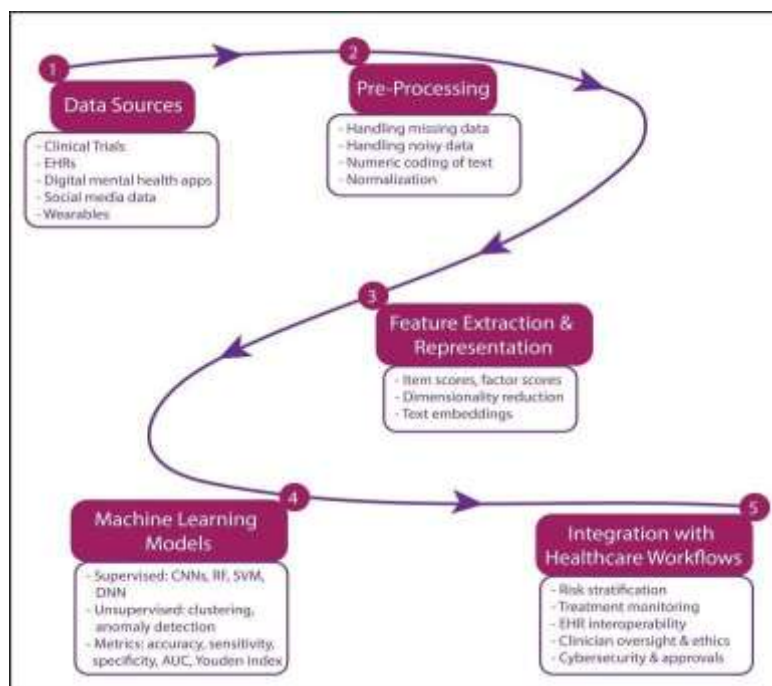 1
Data Sources
- Clinical Trials
- EHRs
- Digital mental health apps
- Social media data
- Wearables
2
Pre-Processing
- Handling missing data
- Handling noisy data
- Numeric coding of text
- Normalization
3
Feature Extraction &
Representation
- Item scores, factor scores
- Dimensionality reduction
- Text embeddings
4
Machine Learning
Models
- Supervised: CNNs, RF, SVM,
DNN
- Unsupervised: clustering,
anomaly detection
- Metrics: accuracy, sensitivity,
specificity, AUC, Youden index
5
Integration with
Healthcare Workflows
- Risk stratification
- Treatment monitoring
- EHR interoperability
- Clinician oversight & ethics
- Cybersecurity & approvals